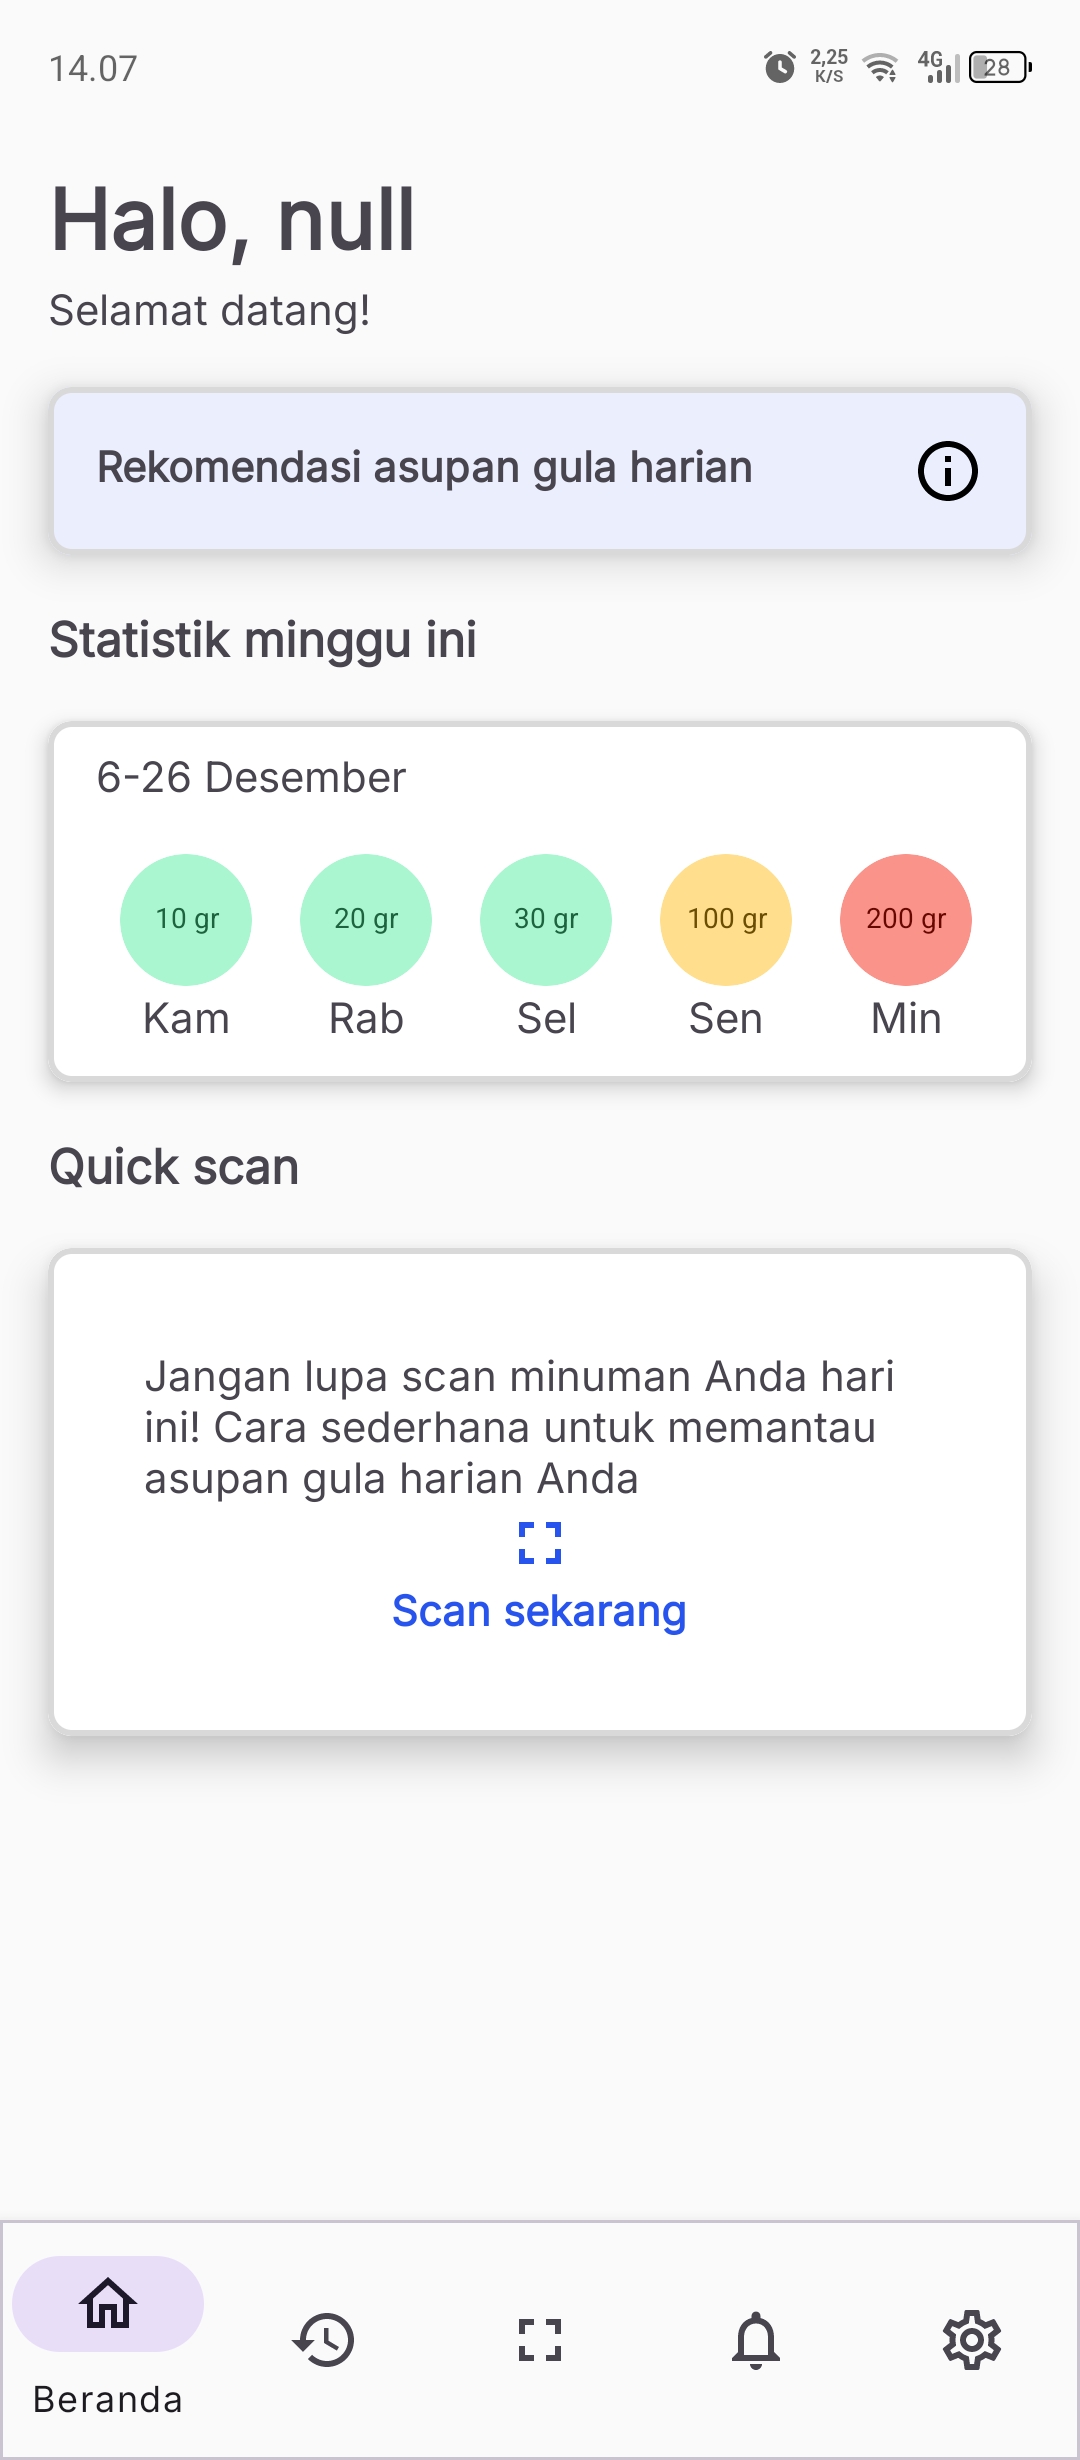 14.07
2,25
K/S
4G
28
Halo, null
Selamat datang!
Rekomendasi asupan gula harian
Statistik minggu ini
6-26 Desember
10 gr 20 gr 30 gr 100 gr 200 gr
Kam Rab Sel Sen Min
Quick scan
Jangan lupa scan minuman Anda hari
ini! Cara sederhana untuk memantau
asupan gula harian Anda
Scan sekarang
Beranda